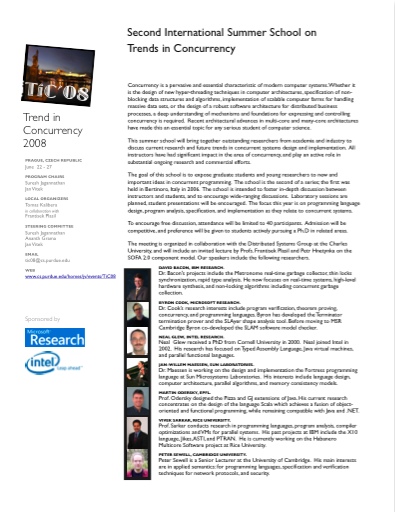 Second International Summer School on
Trends in Concurrency
TiC'08
Trend in
Concurrency
2008
PRAGUE, CZECH REPUBLIC
June 22 - 27
PROGRAM CHAIRS
Suresh Jagannathan
Jan Vitek
LOCAL ORGANIZERS
Tomas Kalibera
in collaboration with
Frantisek Plasil
STEERING COMMITTEE
Suresh Jagannathan
Ananth Grama
Jan Vitek
EMAIL
tic08@cs.purdue.edu
WEB
www.cs.purdue.edu/homes/jv/events/TiC08
Sponsored by
Microsoft
Research
intel
Leap ahead
Concurrency is a pervasive and essential characteristic of modern computer systems. Whether it
is the design of new hyper-threading techniques in computer architectures, specification of non-
blocking data structures and algorithms, implementation of scalable computer forms for handling
massive data sets, or the design of a robust software architecture for distributed business
processes, a deep understanding of mechanisms and foundations for expressing and controlling
concurrency is required. Recent architectural advances in multi-core and many-core architectures
have made this an essential topic for any serious student of computer science.
This summer school will bring together outstanding researchers from academic and industry to
discuss current research and future trends in concurrent systems design and implementation. All
instructors have had significant impact in the area of concurrency, and play an active role in
substantial ongoing research and commercial efforts.
The goal of this school is to expose graduate students and young researchers to new and
important ideas in concurrent programming. The school is the second of a series; the first was
held in Bertinoro, Italy in 2006. The school is intended to foster in-depth discussion between
instructors and students, and to encourage wide-ranging discussions. Laboratory sessions are
planned, student presentations will be encouraged. The focus this year is on programming language
design, program analysis, specification, and implementation as they relate to concurrent systems.
To encourage free discussion, attendance will be limited to 40 participants. Admission will be
competitive, and preference will be given to students actively pursuing a Ph.D in related areas.
The meeting is organized in collaboration with the Distributed Systems Group at the Charles
University, and will include an invited lecture by Profs. Frantisek Plasil and Petr Hnetynka on the
SOFA 2.0 component model. Our speakers include the following:
DAVID BACON, IBM RESEARCH.
Dr. Bacon's projects include the Metronome real-time garbage collector, thin locks
synchronization, rapid type analysis. He now focuses on real-time systems, high-level
hardware synthesis, and non-locking algorithms including concurrent garbage
collection.
BYRON COOK, MICROSOFT RESEARCH.
Dr. Cook's research interests include program verification, theorem proving,
concurrency, and programming languages. Byron has developed the Terminator
termination prover and the SLAyer shape analysis tool. Before moving to MSR
Cambridge Byron co-developed the SLAM software model checker.
NEAL GLEW, INTEL RESEARCH.
Neal Glew received a PhD from Cornell University in 2000. Neal joined Intel in
2002. His research has focused on Typed Assembly Language, Java virtual machines,
and parallel functional languages.
JAN-WILLEM MAESSEN, SUN LABORATORIES.
Dr. Maessen is working on the design and implementation the Fortress programming
language at Sun Microsystems Laboratories. His interests include language design,
computer architecture, parallel algorithms, and memory consistency models.
MARTIN ODERSKY, EPFL.
Prof. Odersky designed the Pizza and GJ extensions of Java. His current research
concentrates on the design of the language Scala which achieves a fusion of object-
oriented and functional programming, while remaining compatible with Java and .NET.
VIVEK SARKAR, RICE UNIVERSITY.
Prof. Sarkar conducts research in programming languages, program analysis, compiler
optimizations and VMs for parallel systems. His past projects at IBM include the X10
language, Jikes, ASTI, and PTRAN. He is currently working on the Habanero
Multicore Software project at Rice University.
PETER SEWELL, CAMBRIDGE UNIVERSITY.
Peter Sewell is a Senior Lecturer at the University of Cambridge. His main interests
are in applied semantics: for programming languages, specification and verification
techniques for network protocols, and security.